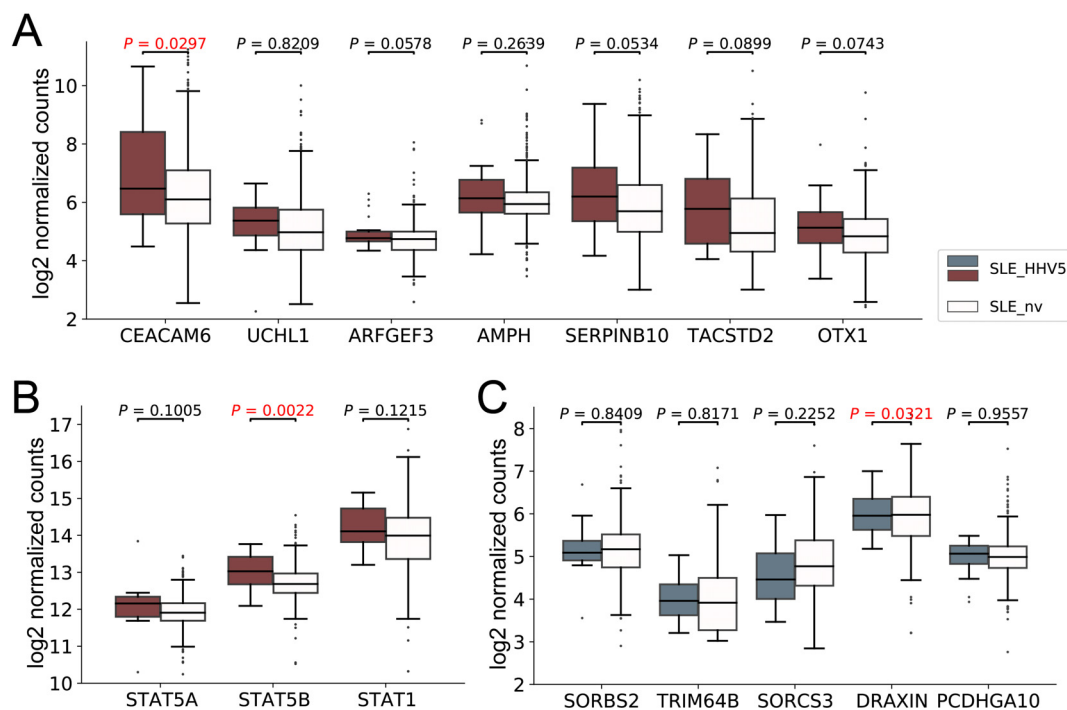 A
P = 0.0297 P = 0.8209 P = 0.0578 P = 0.2639 P = 0.0534 P = 0.0899 P = 0.0743
log2 normalized counts
10
8
6
4
2
CEACAM6 UCHL1 ARFGEF3 AMPH SERPINB10 TACSTD2 OTX1
SLE_HHV5
SLE_nv
B
P = 0.1005 P = 0.0022 P = 0.1215
log2 normalized counts
17
16
15
14
13
12
11
10
STAT5A STAT5B STAT1
C
P = 0.8409 P = 0.8171 P = 0.2252 P = 0.0321 P = 0.9557
log2 normalized counts
8
7
6
5
4
3
2
SORBS2 TRIM64B SORCS3 DRAXIN PCDHGA10